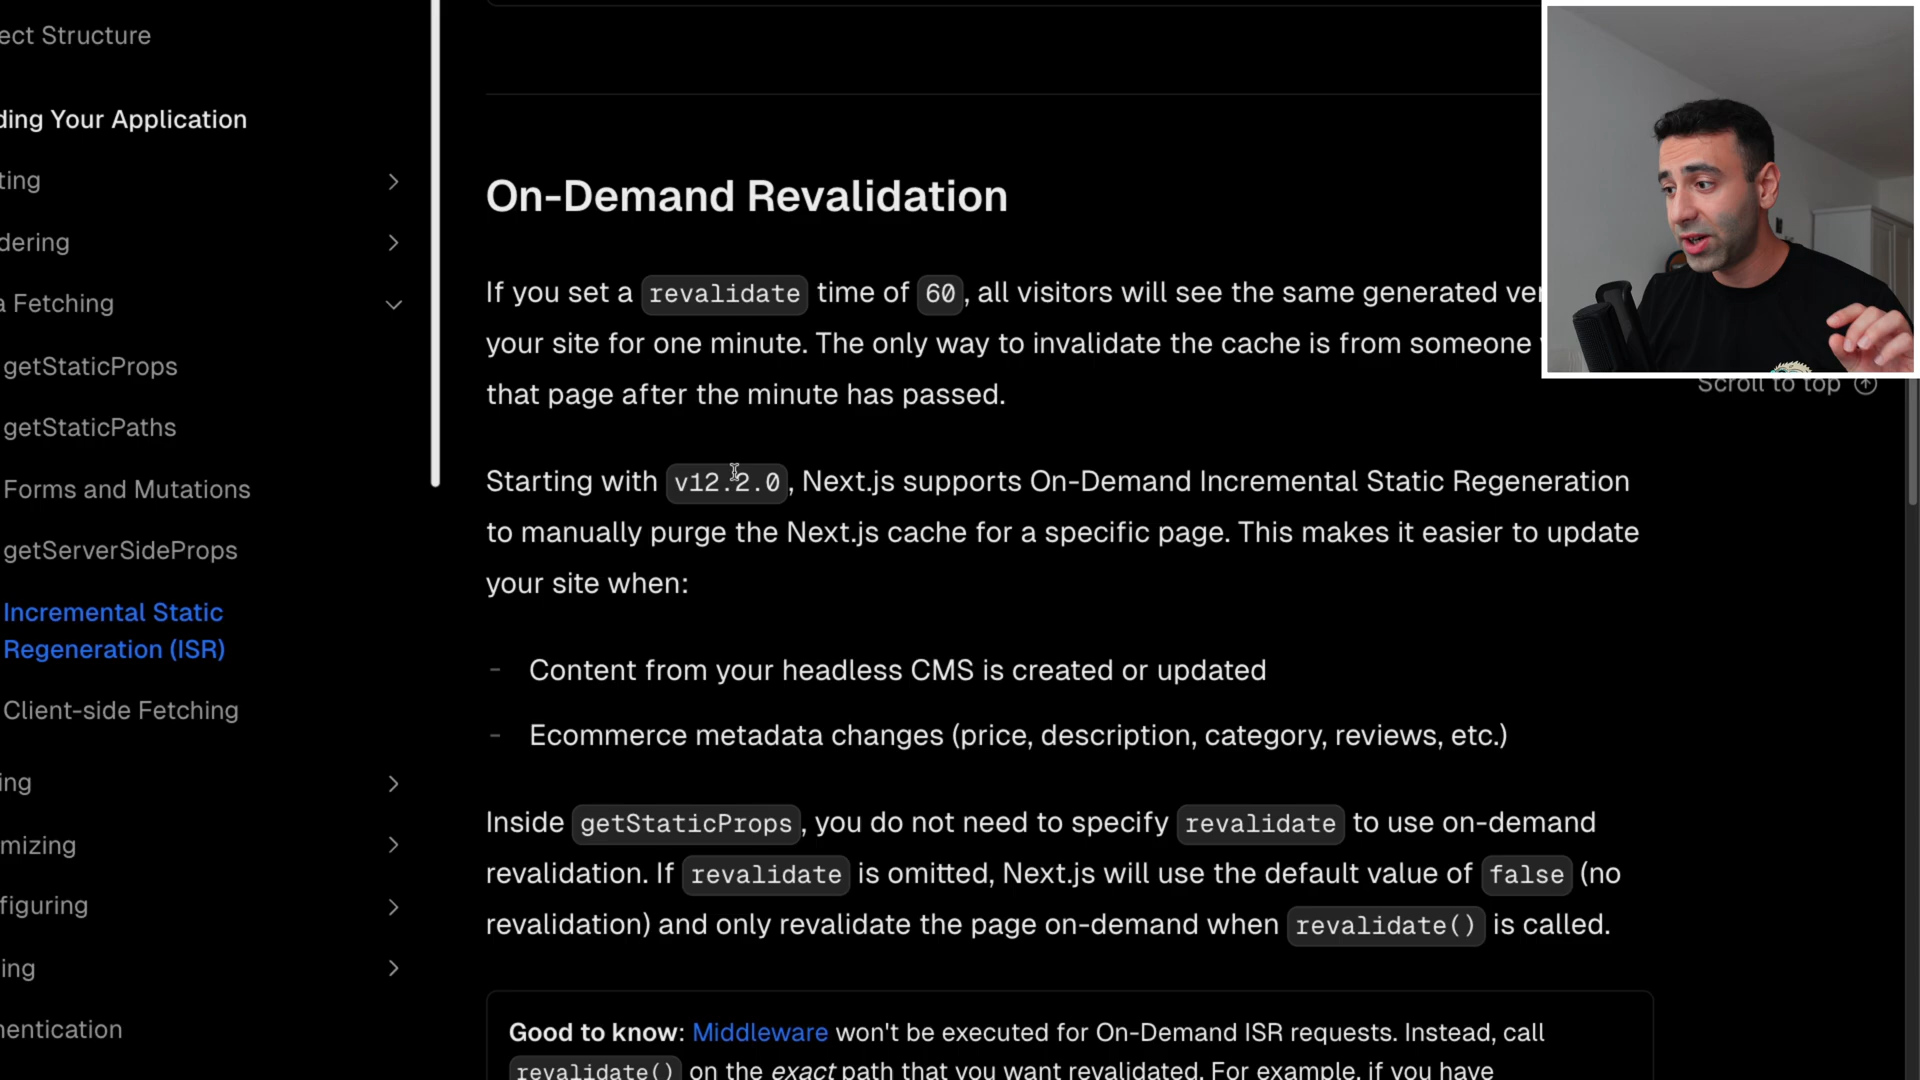 ect Structure
ding Your Application
ting
dering
a Fetching
getStaticProps
getStaticPaths
Forms and Mutations
getServerSideProps
Incremental Static
Regeneration (ISR)
Client-side Fetching
ing
mizing
figuring
ing
hentication
On-Demand Revalidation
If you set a revalidate time of 60, all visitors will see the same generated ver
your site for one minute. The only way to invalidate the cache is from someone
that page after the minute has passed.
Starting with v12.2.0, Next.js supports On-Demand Incremental Static Regeneration
to manually purge the Next.js cache for a specific page. This makes it easier to update
your site when:
- Content from your headless CMS is created or updated
- Ecommerce metadata changes (price, description, category, reviews, etc.)
Inside getStaticProps, you do not need to specify revalidate to use on-demand
revalidation. If revalidate is omitted, Next.js will use the default value of false (no
revalidation) and only revalidate the page on-demand when revalidate() is called.
Good to know: Middleware won't be executed for On-Demand ISR requests. Instead, call
revalidate() on the exact path that you want revalidated. For example, if you have
Scroll to top